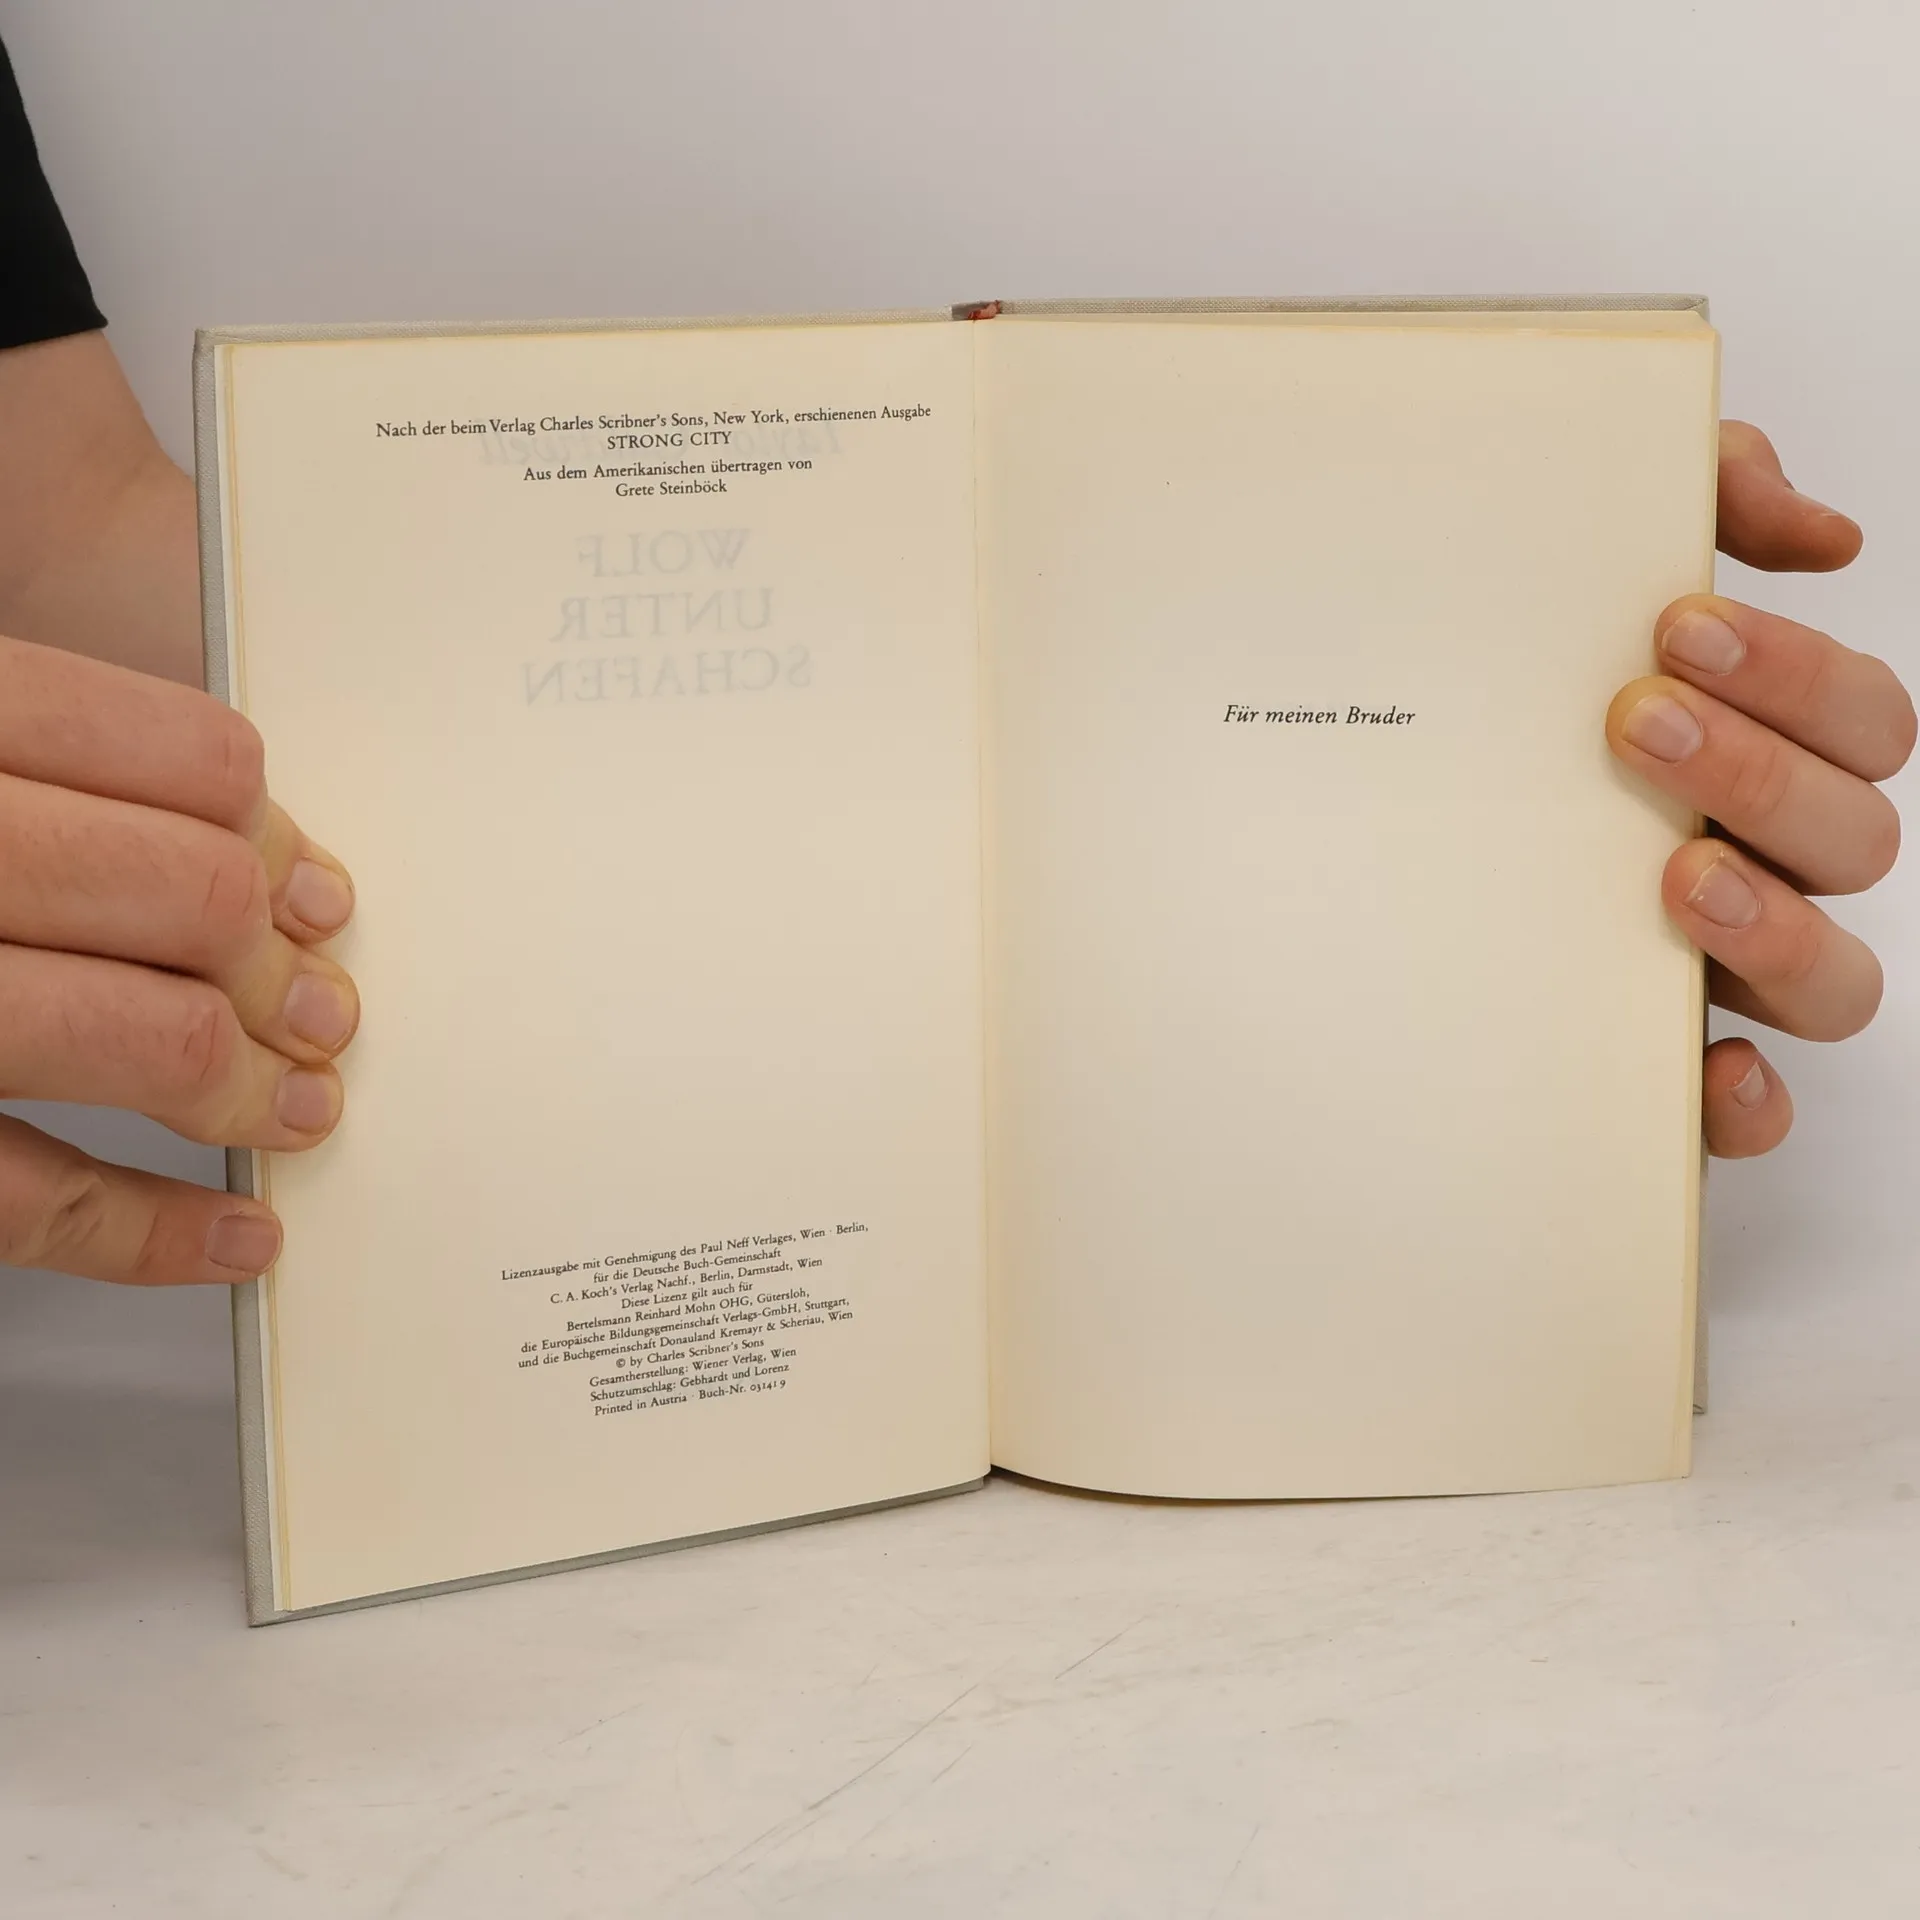 Nach der beim Verlag Charles Scribner's Sons, New York, erschienenen Ausgabe
STRONG CITY
Aus dem Amerikanischen übertragen von
Grete Steinböck
WOLF
UNTER
SCHAFEN
Lizenzausgabe mit Genehmigung des Paul Neff Verlages, Wien · Berlin,
für die Deutsche Buch-Gemeinschaft
C. A. Koch's Verlag Nachf., Berlin, Darmstadt, Wien
Diese Lizenz gilt auch für
Bertelsmann Reinhard Mohn OHG, Gütersloh,
die Europäische Bildungsgemeinschaft Verlags-GmbH, Stuttgart,
und die Buchgemeinschaft Donauland Kremayr & Scheriau, Wien
© by Charles Scribner's Sons
Gesamtherstellung: Wiener Verlag, Wien
Schutzumschlag: Gebhardt und Lorenz
Printed in Austria · Buch-Nr. 03141 9
Für meinen Bruder